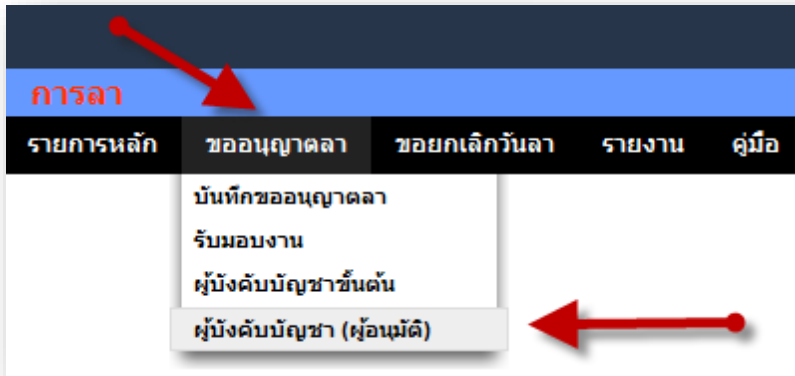 การลา
รายการหลัก ขออนุญาตลา ขอยกเลิกวันลา รายงาน คู่มือ
บันทึกขออนุญาตลา
รับมอบงาน
ผู้บังคับบัญชาขั้นต้น
ผู้บังคับบัญชา (ผู้อนุมัติ)